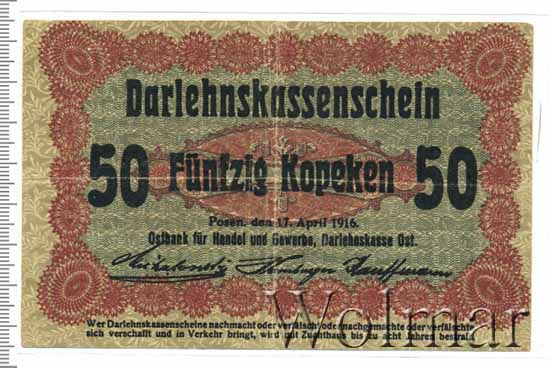 Darlehnskassenschein
50 Fünfzig Kopeken 50
Posen, den 17. April 1916.
Ostbank für Handel und Gewerbe, Darlehnskasse Ost.
Kauffmann
Wer Darlehnskassenscheine nachmacht oder verfälscht oder nachgemachte oder verfälschte
sich verschafft und in Verkehr bringt, wird mit Zuchthaus bis zu acht Jahren bestraft.
Wolmar